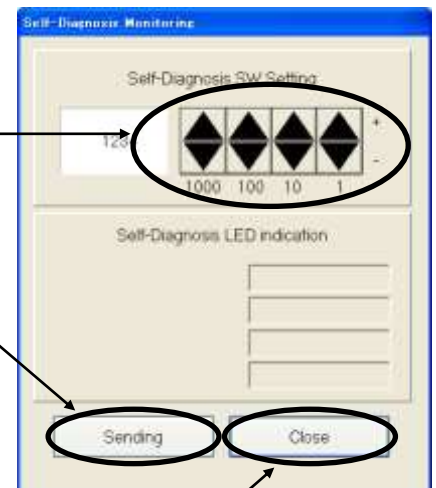 Self-Diagnosis Monitoring
Self-Diagnosis SW Setting
+
-
1000 100 10 1
Self-Diagnosis LED indication
Sending Close